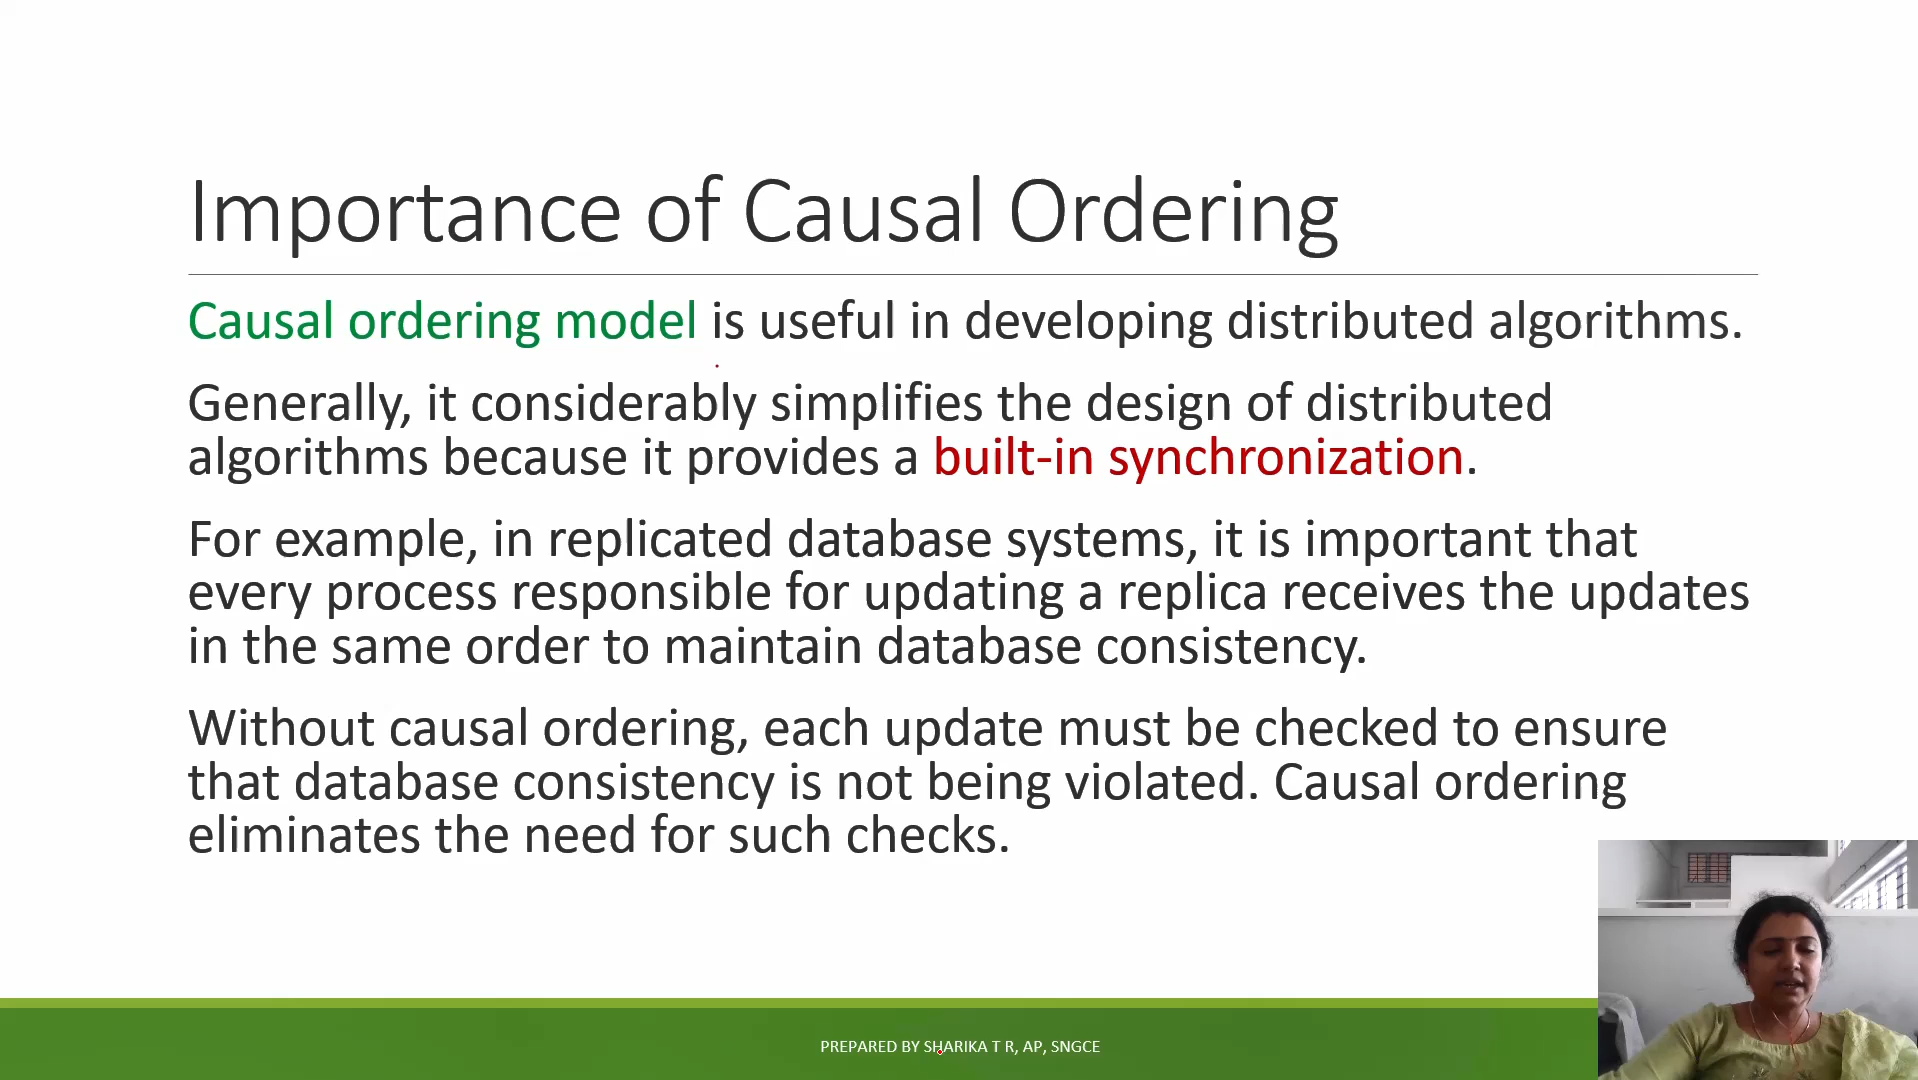 Importance of Causal Ordering
Causal ordering model is useful in developing distributed algorithms.
Generally, it considerably simplifies the design of distributed
algorithms because it provides a built-in synchronization.
For example, in replicated database systems, it is important that
every process responsible for updating a replica receives the updates
in the same order to maintain database consistency.
Without causal ordering, each update must be checked to ensure
that database consistency is not being violated. Causal ordering
eliminates the need for such checks.
PREPARED BY SHARIKA T R, AP, SNGCE